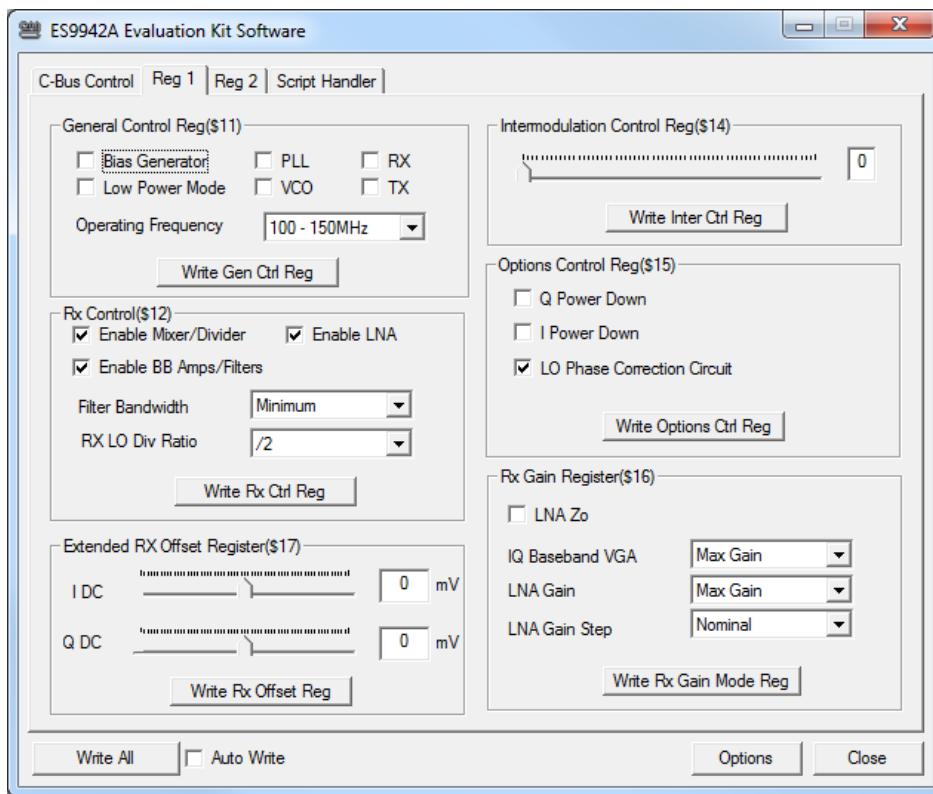 ES9942A Evaluation Kit Software
C-Bus Control Reg 1 Reg 2 Script Handler
General Control Reg($11)
Bias Generator PLL RX
Low Power Mode VCO TX
Operating Frequency 100 - 150MHz
Write Gen Ctrl Reg
Rx Control($12)
Enable Mixer/Divider Enable LNA
Enable BB Amps/Filters
Filter Bandwidth Minimum
RX LO Div Ratio /2
Write Rx Ctrl Reg
Extended RX Offset Register($17)
I DC 0 mV
Q DC 0 mV
Write Rx Offset Reg
Intermodulation Control Reg($14)
0
Write Inter Ctrl Reg
Options Control Reg($15)
Q Power Down
I Power Down
LO Phase Correction Circuit
Write Options Ctrl Reg
Rx Gain Register($16)
LNA Zo
IQ Baseband VGA Max Gain
LNA Gain Max Gain
LNA Gain Step Nominal
Write Rx Gain Mode Reg
Write All Auto Write Options Close